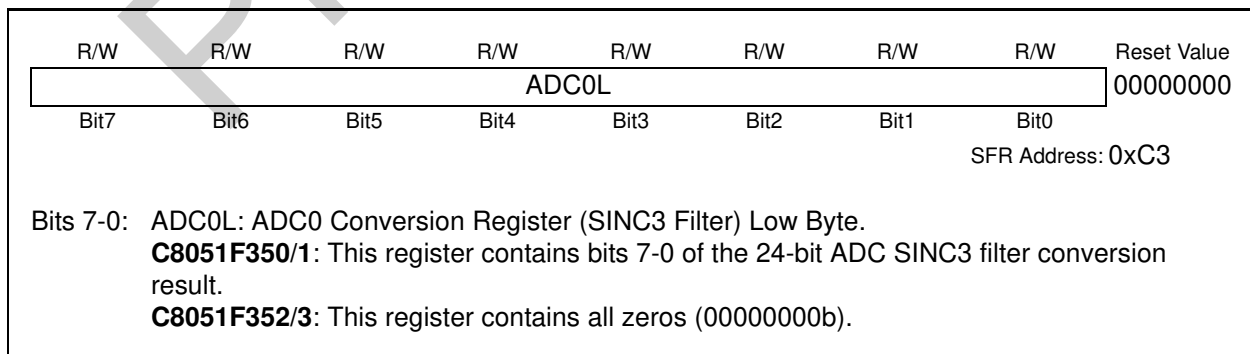 R/W R/W R/W R/W R/W R/W R/W R/W Reset Value
ADC0L 00000000
Bit7 Bit6 Bit5 Bit4 Bit3 Bit2 Bit1 Bit0
SFR Address: 0xC3
Bits 7-0: ADC0L: ADC0 Conversion Register (SINC3 Filter) Low Byte.
C8051F350/1: This register contains bits 7-0 of the 24-bit ADC SINC3 filter conversion
result.
C8051F352/3: This register contains all zeros (00000000b).